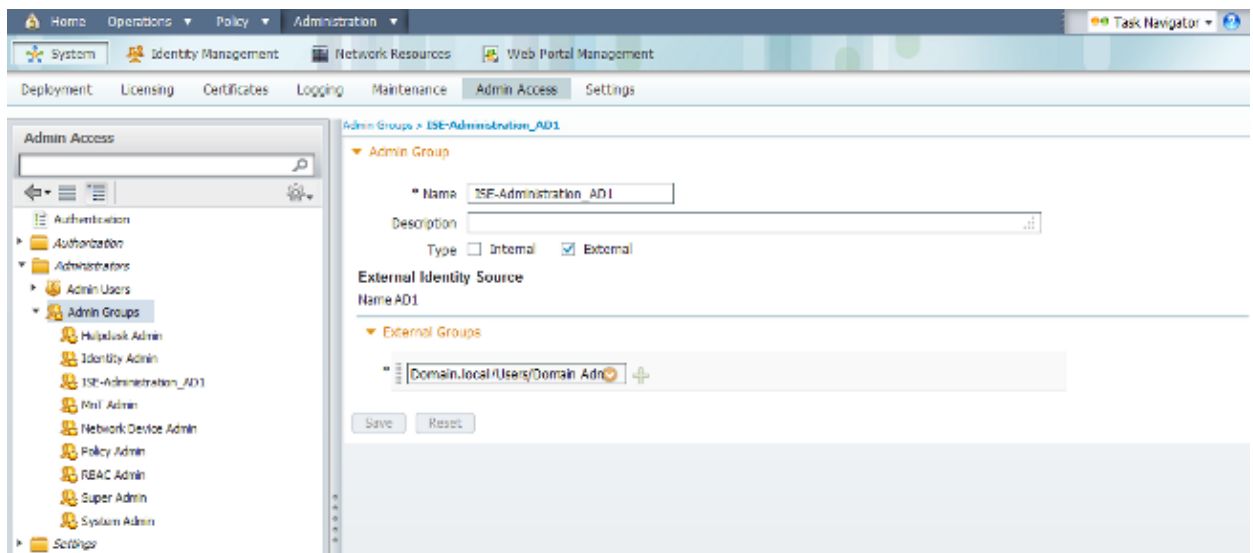 Home Operations Policy Administration Task Navigator
System Identity Management Network Resources Web Portal Management
Deployment Licensing Certificates Logging Maintenance Admin Access Settings
Admin Access
Authentication
Authorization
Administrators
Admin Users
Admin Groups
Helpdesk Admin
Identity Admin
ISE-Administration_AD1
MnT Admin
Network Device Admin
Policy Admin
RBAC Admin
Super Admin
System Admin
Settings
Admin Groups > ISE-Administration_AD1
Admin Group
* Name ISE-Administration_AD1
Description
Type Internal External
External Identity Source
Name AD1
External Groups
* Domain.local/Users/Domain Adm
Save Reset